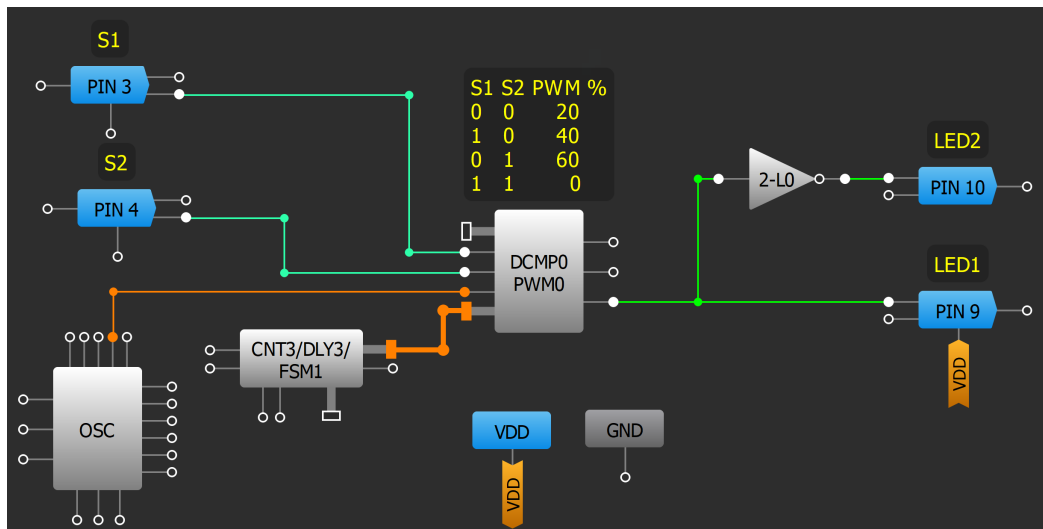 S1
PIN 3
S2
PIN 4
S1 S2 PWM %
0 0 20
1 0 40
0 1 60
1 1 0
DCMP0
PWM0
2-L0
LED2
PIN 10
LED1
PIN 9
VDD
CNT3/DLY3/
FSM1
OSC
VDD
GND
VDD